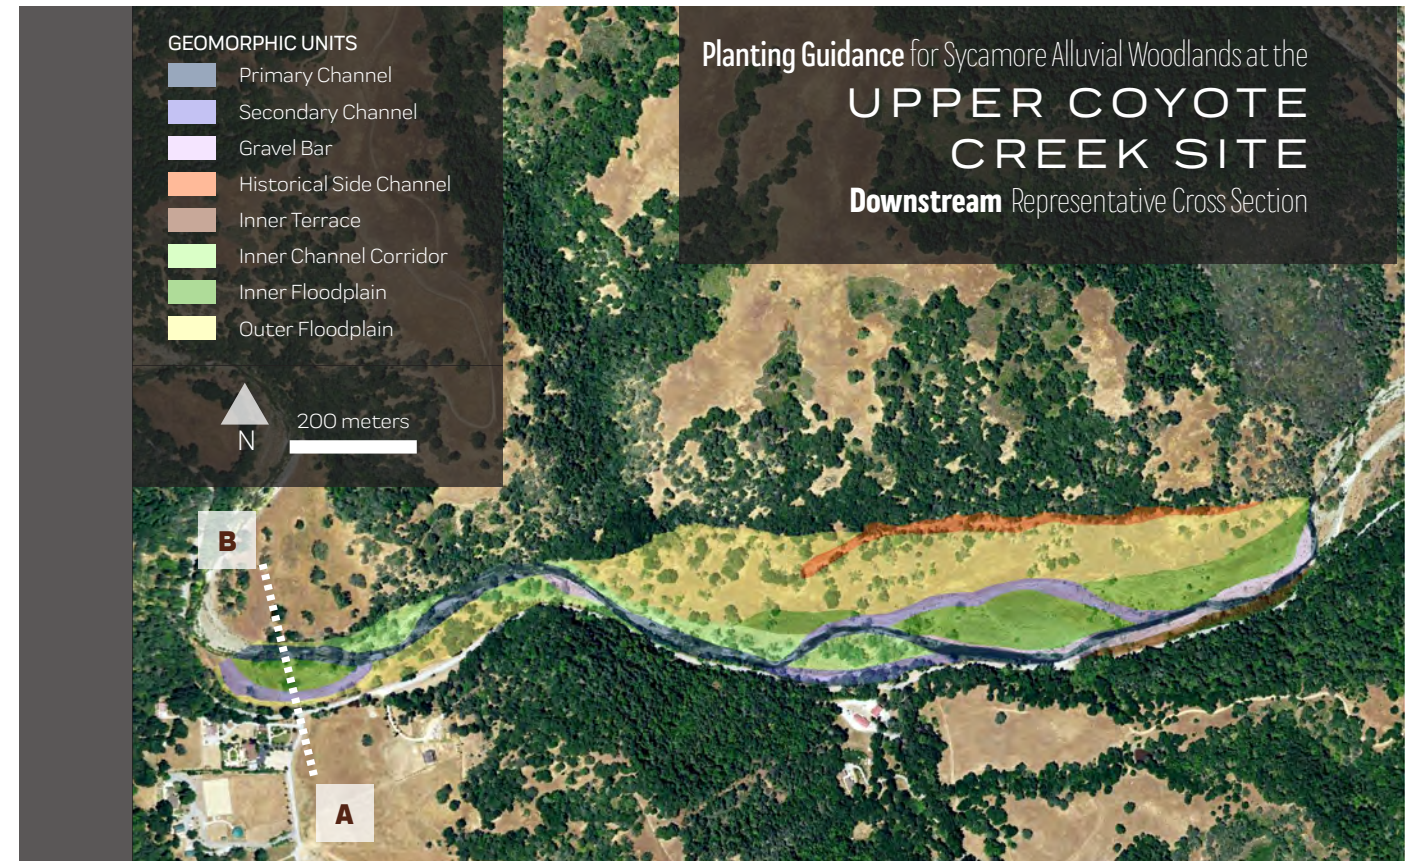 GEOMORPHIC UNITS
Primary Channel
Secondary Channel
Gravel Bar
Historical Side Channel
Inner Terrace
Inner Channel Corridor
Inner Floodplain
Outer Floodplain
N
200 meters
Planting Guidance for Sycamore Alluvial Woodlands at the
UPPER COYOTE
CREEK SITE
Downstream Representative Cross Section
B
A